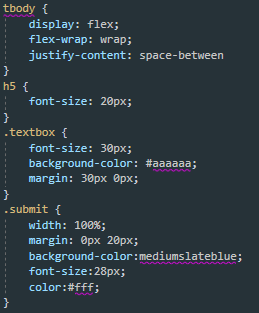 tbody {
    display: flex;
    flex-wrap: wrap;
    justify-content: space-between
}
h5 {
    font-size: 20px;
}
.textbox {
    font-size: 30px;
    background-color: #aaaaaa;
    margin: 30px 0px;
}
.submit {
    width: 100%;
    margin: 0px 20px;
    background-color:mediumslateblue;
    font-size:28px;
    color:#fff;
}